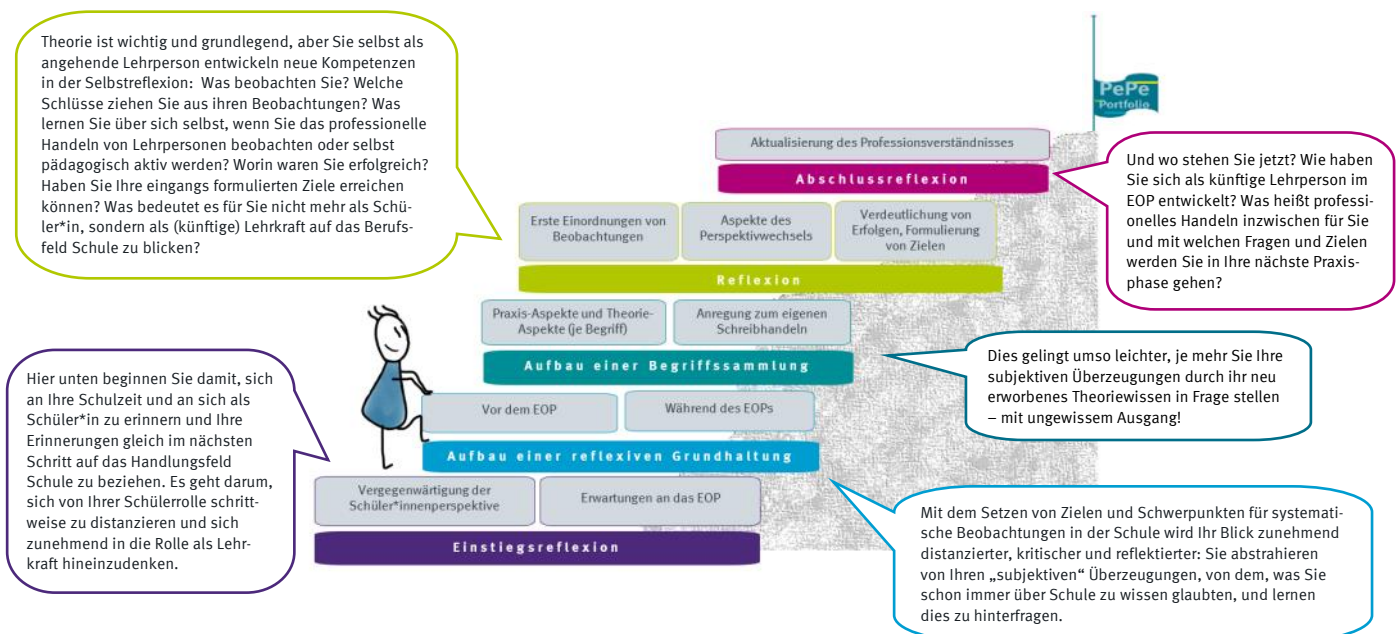 Theorie ist wichtig und grundlegend, aber Sie selbst als
angehende Lehrperson entwickeln neue Kompetenzen
in der Selbstreflexion: Was beobachten Sie? Welche
Schlüsse ziehen Sie aus ihren Beobachtungen? Was
lernen Sie über sich selbst, wenn Sie das professionelle
Handeln von Lehrpersonen beobachten oder selbst
pädagogisch aktiv werden? Worin waren Sie erfolgreich?
Haben Sie Ihre eingangs formulierten Ziele erreichen
können? Was bedeutet es für Sie nicht mehr als Schü-
ler*in, sondern als (künftige) Lehrkraft auf das Berufs-
feld Schule zu blicken?
PePe
Portfolio
Aktualisierung des Professionsverständnisses
Abschlussreflexion
Und wo stehen Sie jetzt? Wie haben
Sie sich als künftige Lehrperson im
EOP entwickelt? Was heißt professi-
onelles Handeln inzwischen für Sie
und mit welchen Fragen und Zielen
werden Sie in Ihre nächste Praxis-
phase gehen?
Erste Einordnungen von
Beobachtungen
Aspekte des
Perspektivwechsels
Verdeutlichung von
Erfolgen, Formulierung
von Zielen
Reflexion
Praxis-Aspekte und Theorie-
Aspekte (je Begriff)
Anregung zum eigenen
Schreibhandeln
Aufbau einer Begriffssammlung
Dies gelingt umso leichter, je mehr Sie Ihre
subjektiven Überzeugungen durch ihr neu
erworbenes Theoriewissen in Frage stellen
– mit ungewissem Ausgang!
Hier unten beginnen Sie damit, sich
an Ihre Schulzeit und an sich als
Schüler*in zu erinnern und Ihre
Erinnerungen gleich im nächsten
Schritt auf das Handlungsfeld
Schule zu beziehen. Es geht darum,
sich von Ihrer Schülerrolle schritt-
weise zu distanzieren und sich
zunehmend in die Rolle als Lehr-
kraft hineinzudenken.
Vor dem EOP
Während des EOPs
Aufbau einer reflexiven Grundhaltung
Vergegenwärtigung der
Schüler*innenperspektive
Erwartungen an das EOP
Einstiegsreflexion
Mit dem Setzen von Zielen und Schwerpunkten für systemati-
sche Beobachtungen in der Schule wird Ihr Blick zunehmend
distanzierter, kritischer und reflektierter: Sie abstrahieren
von Ihren „subjektiven“ Überzeugungen, von dem, was Sie
schon immer über Schule zu wissen glaubten, und lernen
dies zu hinterfragen.